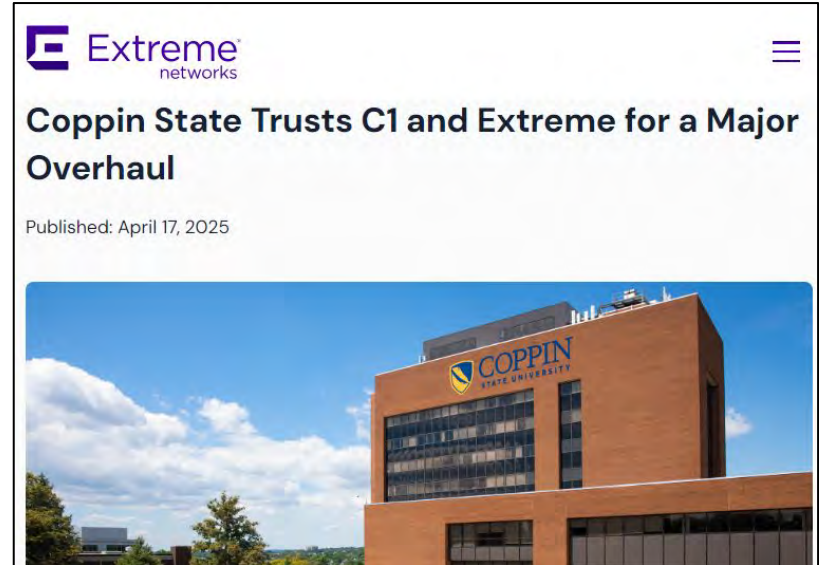 Extreme
networks
Coppin State Trusts C1 and Extreme for a Major
Overhaul
Published: April 17, 2025
COPPIN
STATE UNIVERSITY